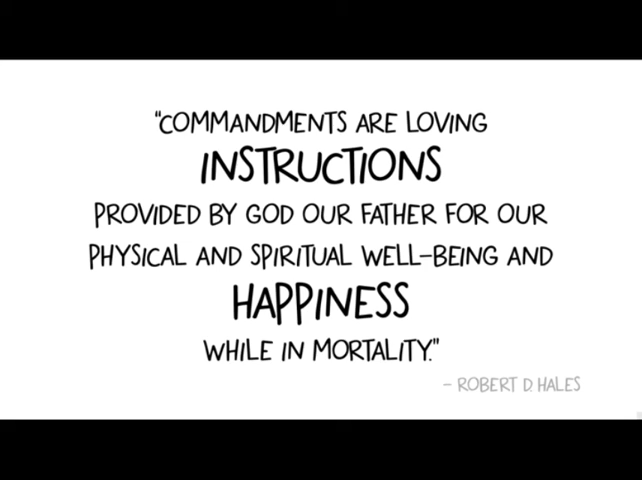 "COMMANDMENTS ARE LOVING
INSTRUCTIONS
PROVIDED BY GOD OUR FATHER FOR OUR
PHYSICAL AND SPIRITUAL WELL-BEING AND
HAPPINESS
WHILE IN MORTALITY."
- ROBERT D. HALES